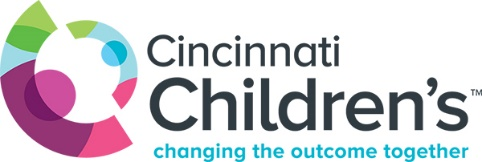 Cincinnati
Children's™
changing the outcome together